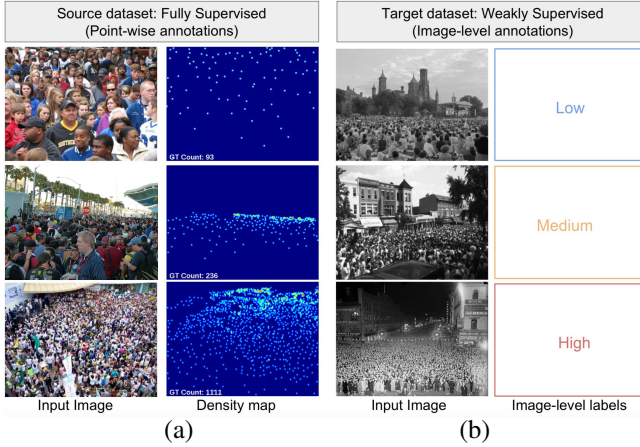 Source dataset: Fully Supervised
(Point-wise annotations)
Target dataset: Weakly Supervised
(Image-level annotations)
GT Count: 93
Low
GT Count: 236
Medium
GT Count: 1111
High
Input Image
Density map
Input Image
Image-level labels
(a)
(b)